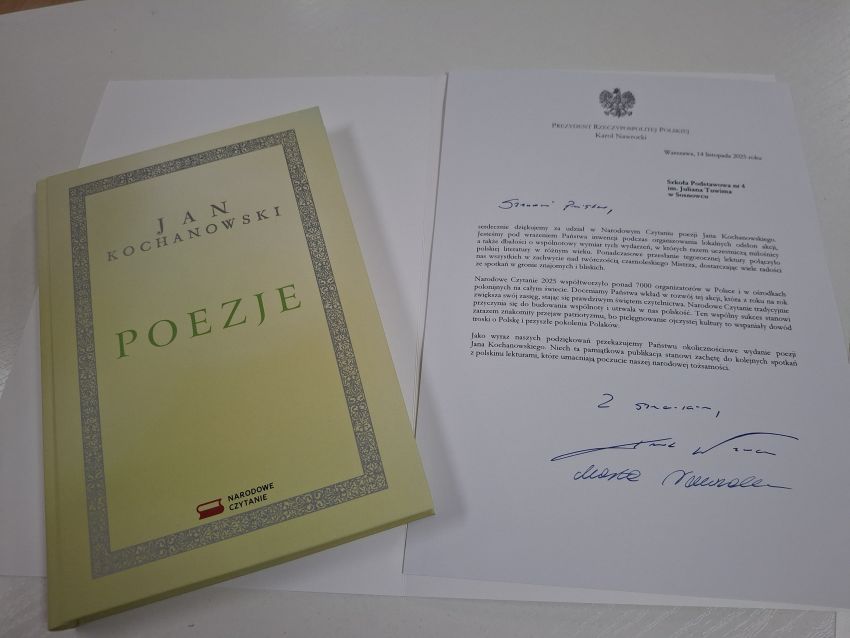 JAN
KOCHANOWSKI
POEZJE
NARODOWE
CZYTANIE
PREZYDENT RZECZYPOSPOLITEJ POLSKIEJ
Karol Nawrocki
Warszawa, 14 listopada 2025 roku
Szkoła Podstawowa nr 4
im. Juliana Tuwima
w Sosnowcu
Szanowni Państwo,
serdecznie dziękujemy za udział w Narodowym Czytaniu poezji Jana Kochanowskiego.
Jesteśmy pod wrażeniem Państwa inwencji podczas organizowania lokalnych odsłon akcji,
a także dbałości o wspólnotowy wymiar tych wydarzeń, w których razem uczestniczą miłośnicy
polskiej literatury w różnym wieku. Ponadczasowe przesłanie tegorocznej lektury połączyło
nas wszystkich w zachwycie nad twórczością czarnoleskiego Mistrza, dostarczając wiele radości
ze spotkań w gronie znajomych i bliskich.
Narodowe Czytanie 2025 współtworzyło ponad 7000 organizatorów w Polsce i w ośrodkach
polonijnych na całym świecie. Doceniamy Państwa wkład w rozwój tej akcji, która z roku na rok
zwiększa swój zasięg, stając się prawdziwym świętem czytelnictwa. Narodowe Czytanie tradycyjnie
przyczynia się do budowania wspólnoty i utrwala w nas polskość. Ten wspólny sukces stanowi
zarazem znakomity przejaw patriotyzmu, bo pielęgnowanie ojczystej kultury to wspaniały dowód
troski o Polskę i przyszłe pokolenia Polaków.
Jako wyraz naszych podziękowań przekazujemy Państwu okolicznościowe wydanie poezji
Jana Kochanowskiego. Niech ta pamiątkowa publikacja stanowi zachętę do kolejnych spotkań
z polskimi lekturami, które umacniają poczucie naszej narodowej tożsamości.
Z
Marta Nawrocka